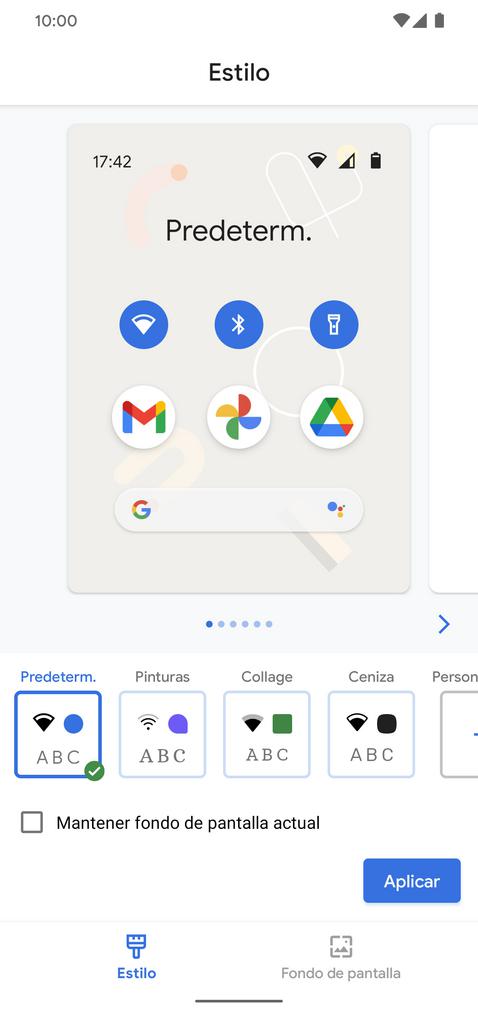 10:00
Estilo
17:42
Predeterm.
Predeterm. Pinturas Collage Ceniza Person
ABC ABC ABC ABC
Mantener fondo de pantalla actual
Aplicar
Estilo Fondo de pantalla